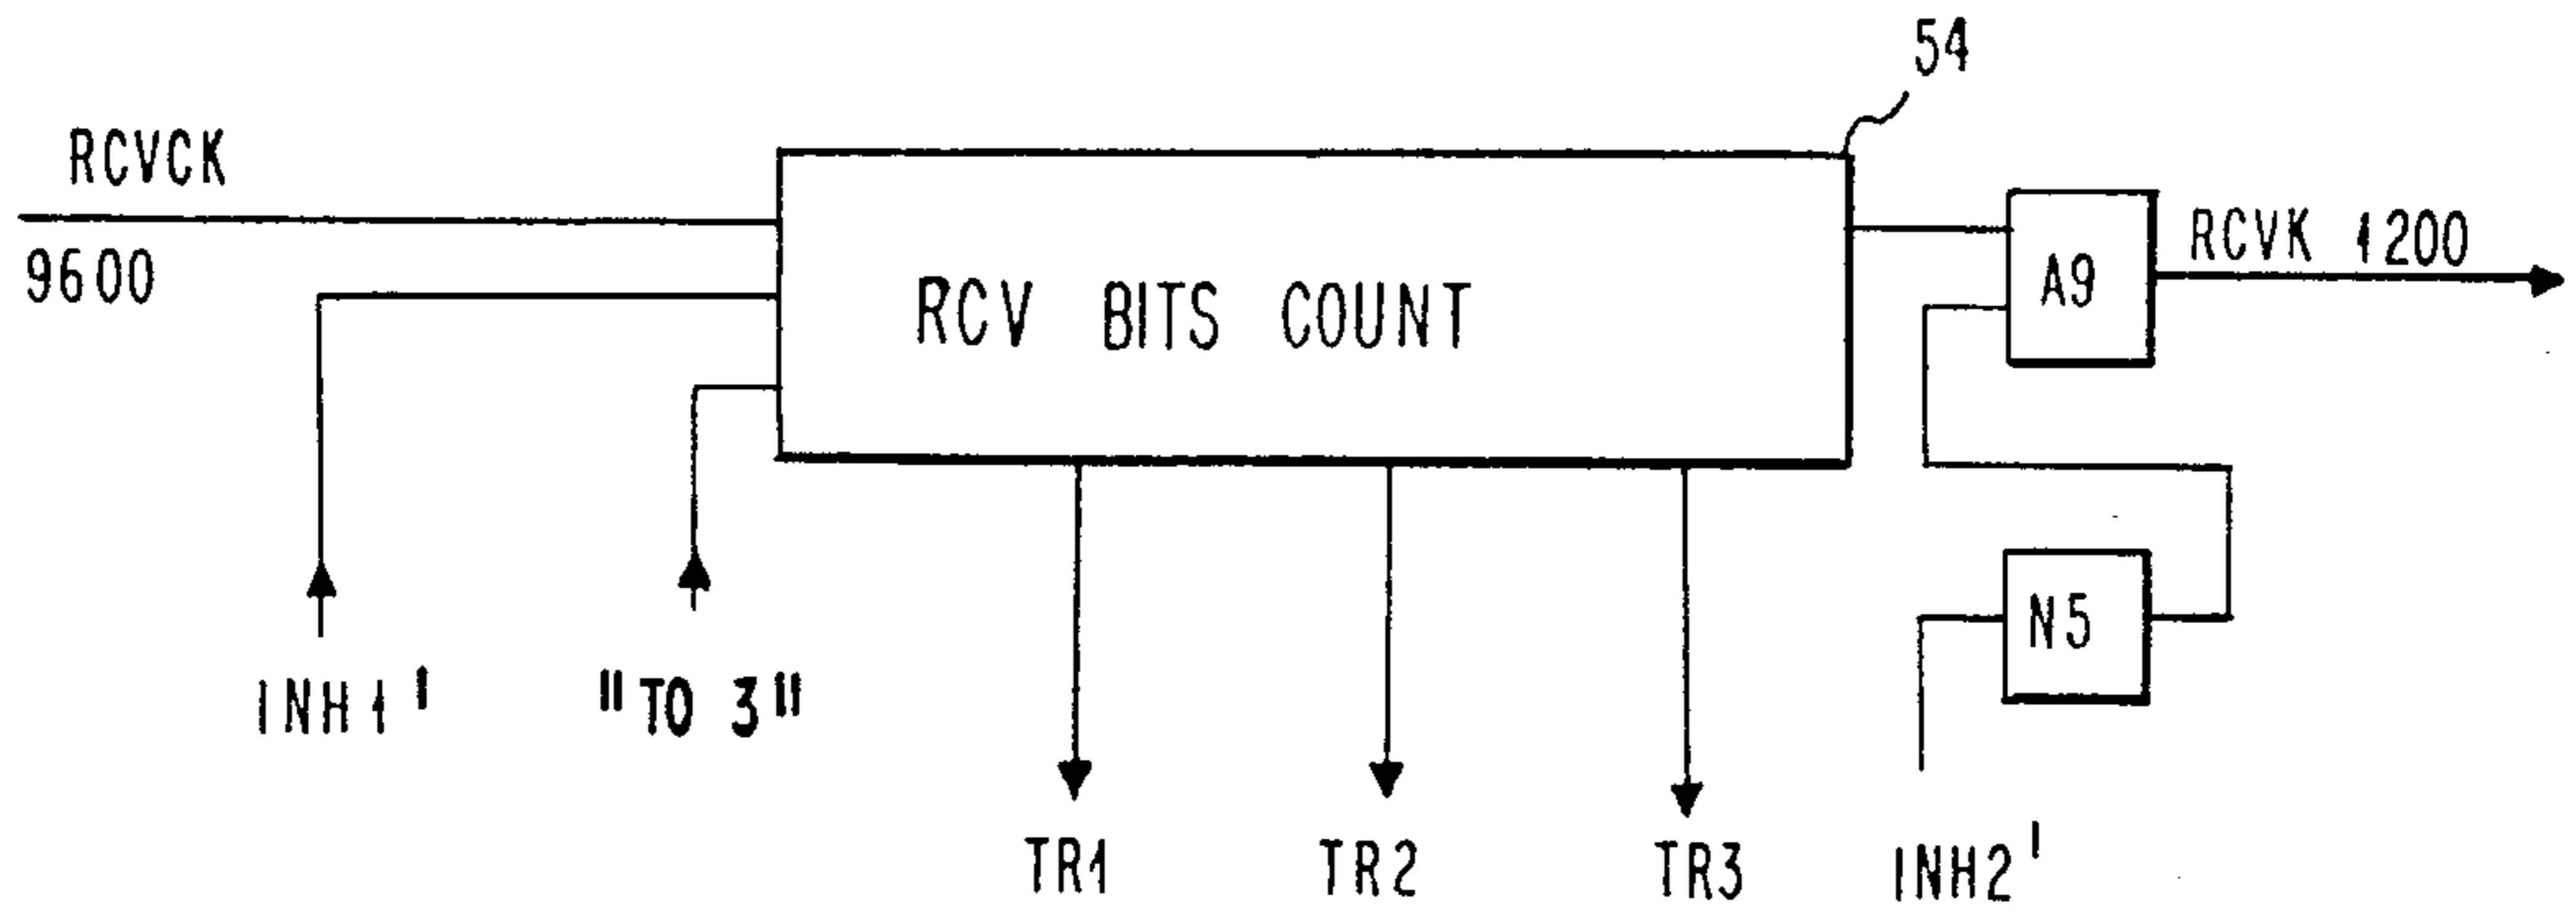 54
RCVCK
9600
RCV BITS COUNT
A9
RCVK 1200
N5
INH1'
"TO 3"
TR1
TR2
TR3
INH2'